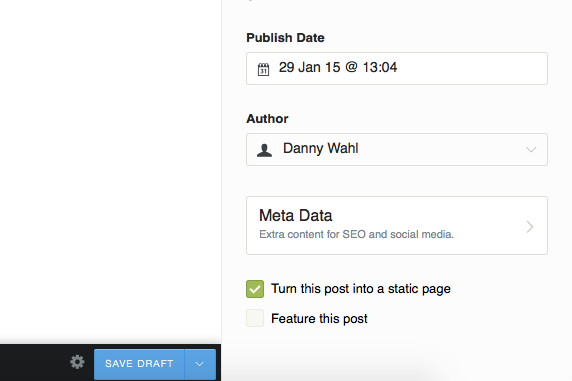 Publish Date
29 Jan 15 @ 13:04
Author
Danny Wahl
Meta Data
Extra content for SEO and social media.
Turn this post into a static page
Feature this post
SAVE DRAFT